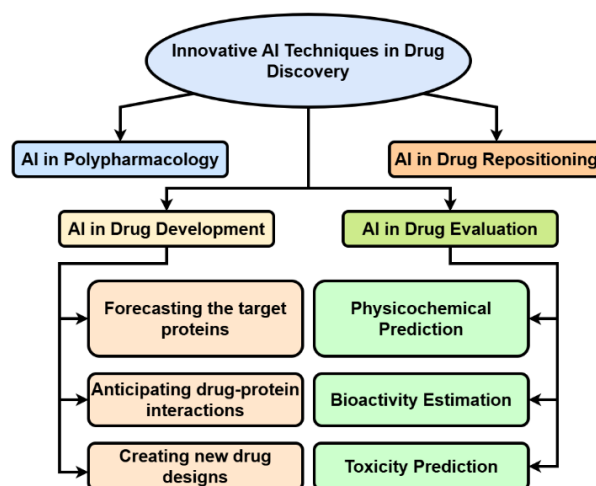 Innovative AI Techniques in Drug
Discovery
AI in Polypharmacology
AI in Drug Repositioning
AI in Drug Development
AI in Drug Evaluation
Forecasting the target
proteins
Physicochemical
Prediction
Anticipating drug-protein
interactions
Bioactivity Estimation
Creating new drug
designs
Toxicity Prediction